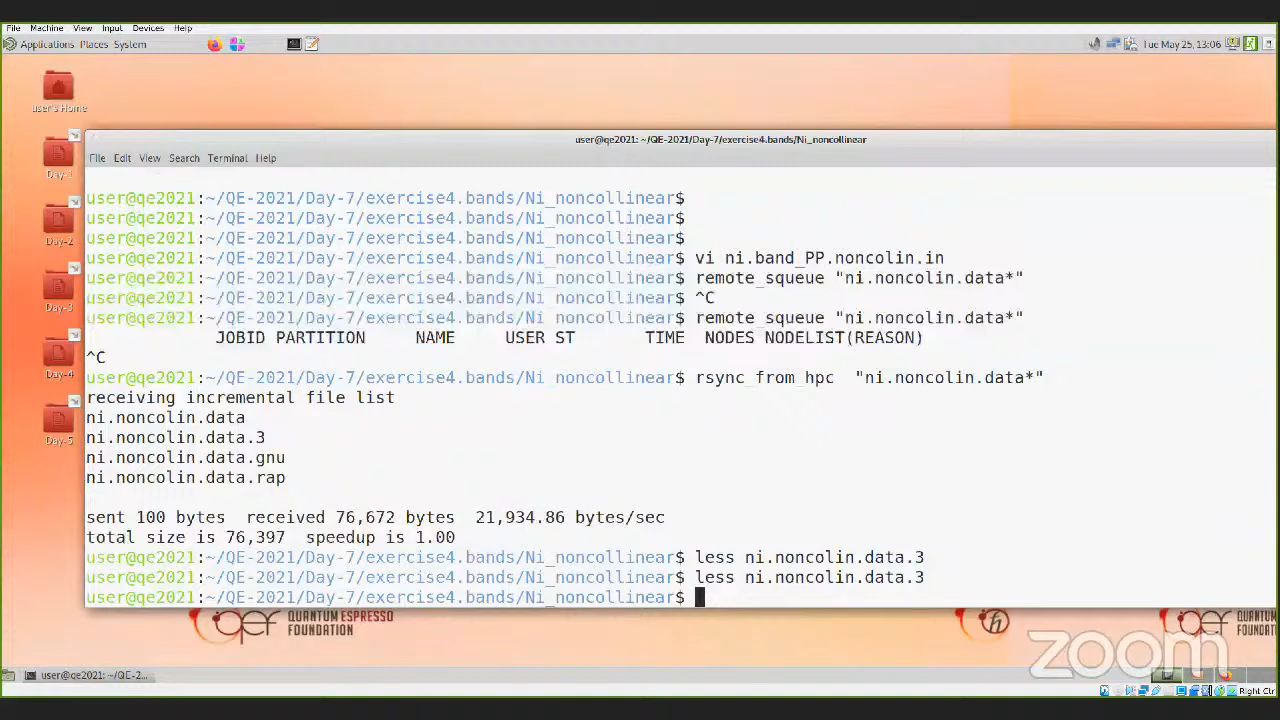 File Machine View Input Devices Help
Applications Places System
Tue May 25, 13:06
user's Home
user@qe2021: ~/QE-2021/Day-7/exercise4.bands/Ni_noncollinear
File Edit View Search Terminal Help
Day-1
Day-2
Day-3
Day-4
Day-5
user@qe2021:~/QE-2021/Day-7/exercise4.bands/Ni_noncollinear$
user@qe2021:~/QE-2021/Day-7/exercise4.bands/Ni_noncollinear$
user@qe2021:~/QE-2021/Day-7/exercise4.bands/Ni_noncollinear$
user@qe2021:~/QE-2021/Day-7/exercise4.bands/Ni_noncollinear$ vi ni.band_PP.noncolin.in
user@qe2021:~/QE-2021/Day-7/exercise4.bands/Ni_noncollinear$ remote_squeue "ni.noncolin.data*"
user@qe2021:~/QE-2021/Day-7/exercise4.bands/Ni_noncollinear$ ^C
user@qe2021:~/QE-2021/Day-7/exercise4.bands/Ni_noncollinear$ remote_squeue "ni.noncolin.data*"
JOBID PARTITION NAME USER ST TIME NODES NODELIST(REASON)
^C
user@qe2021:~/QE-2021/Day-7/exercise4.bands/Ni_noncollinear$ rsync_from_hpc "ni.noncolin.data*"
receiving incremental file list
ni.noncolin.data
ni.noncolin.data.3
ni.noncolin.data.gnu
ni.noncolin.data.rap
sent 100 bytes received 76,672 bytes 21,934.86 bytes/sec
total size is 76,397 speedup is 1.00
user@qe2021:~/QE-2021/Day-7/exercise4.bands/Ni_noncollinear$ less ni.noncolin.data.3
user@qe2021:~/QE-2021/Day-7/exercise4.bands/Ni_noncollinear$ less ni.noncolin.data.3
user@qe2021:~/QE-2021/Day-7/exercise4.bands/Ni_noncollinear$
QUANTUM ESPRESSO
FOUNDATION
QUANTUM
FOUNDAT
zoom
user@qe2021: ~/QE-2...
Right Ctr